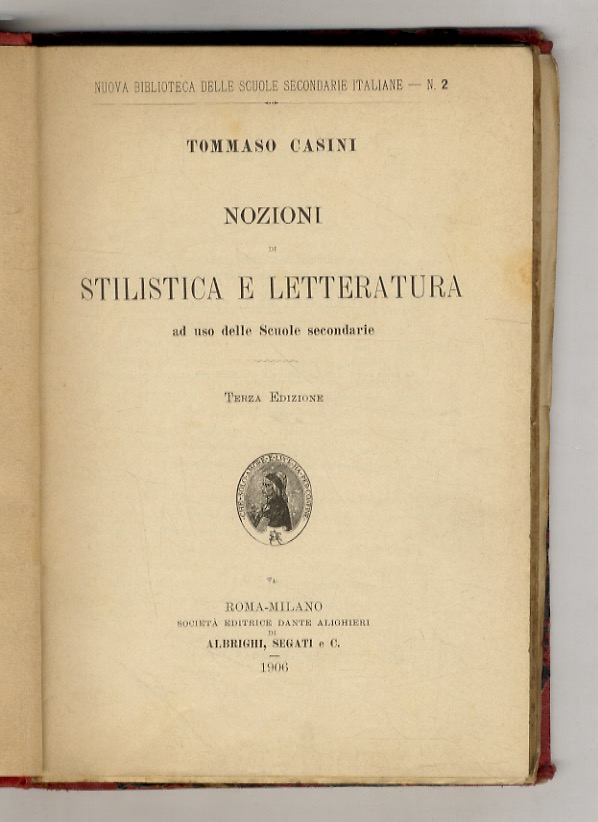 NUOVA BIBLIOTECA DELLE SCUOLE SECONDARIE ITALIANE — N. 2
TOMMASO CASINI
NOZIONI
DI
STILISTICA E LETTERATURA
ad uso delle Scuole secondarie
TERZA EDIZIONE
ROMA-MILANO
SOCIETÀ EDITRICE DANTE ALIGHIERI
DI
ALBRIGHI, SEGATI e C.
1906